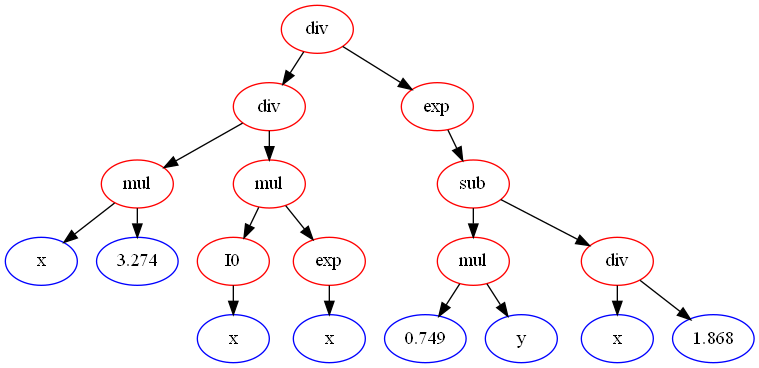 div
div exp
mul mul sub
x 3.274 I0 exp mul div
x x 0.749 y x 1.868